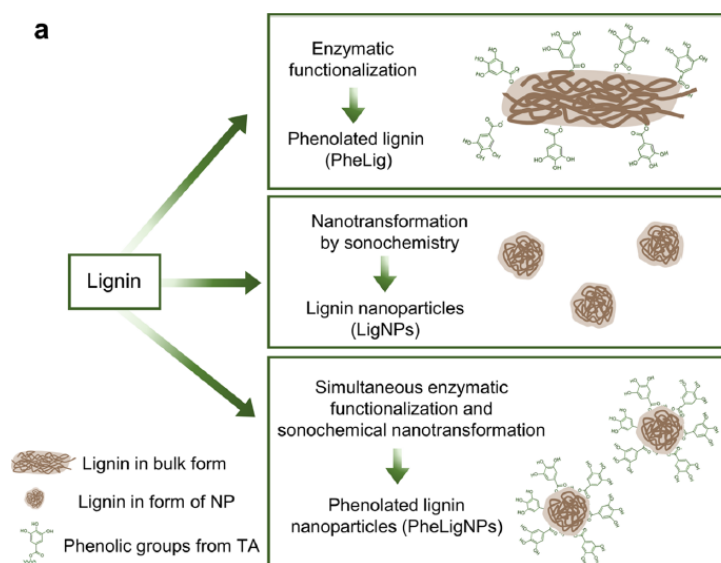 a
Enzymatic
functionalization
Phenolated lignin
(PheLig)
Lignin
Nanotransformation
by sonochemistry
Lignin nanoparticles
(LigNPs)
Simultaneous enzymatic
functionalization and
sonochemical nanotransformation
Phenolated lignin
nanoparticles (PheLigNPs)
Lignin in bulk form
Lignin in form of NP
Phenolic groups from TA